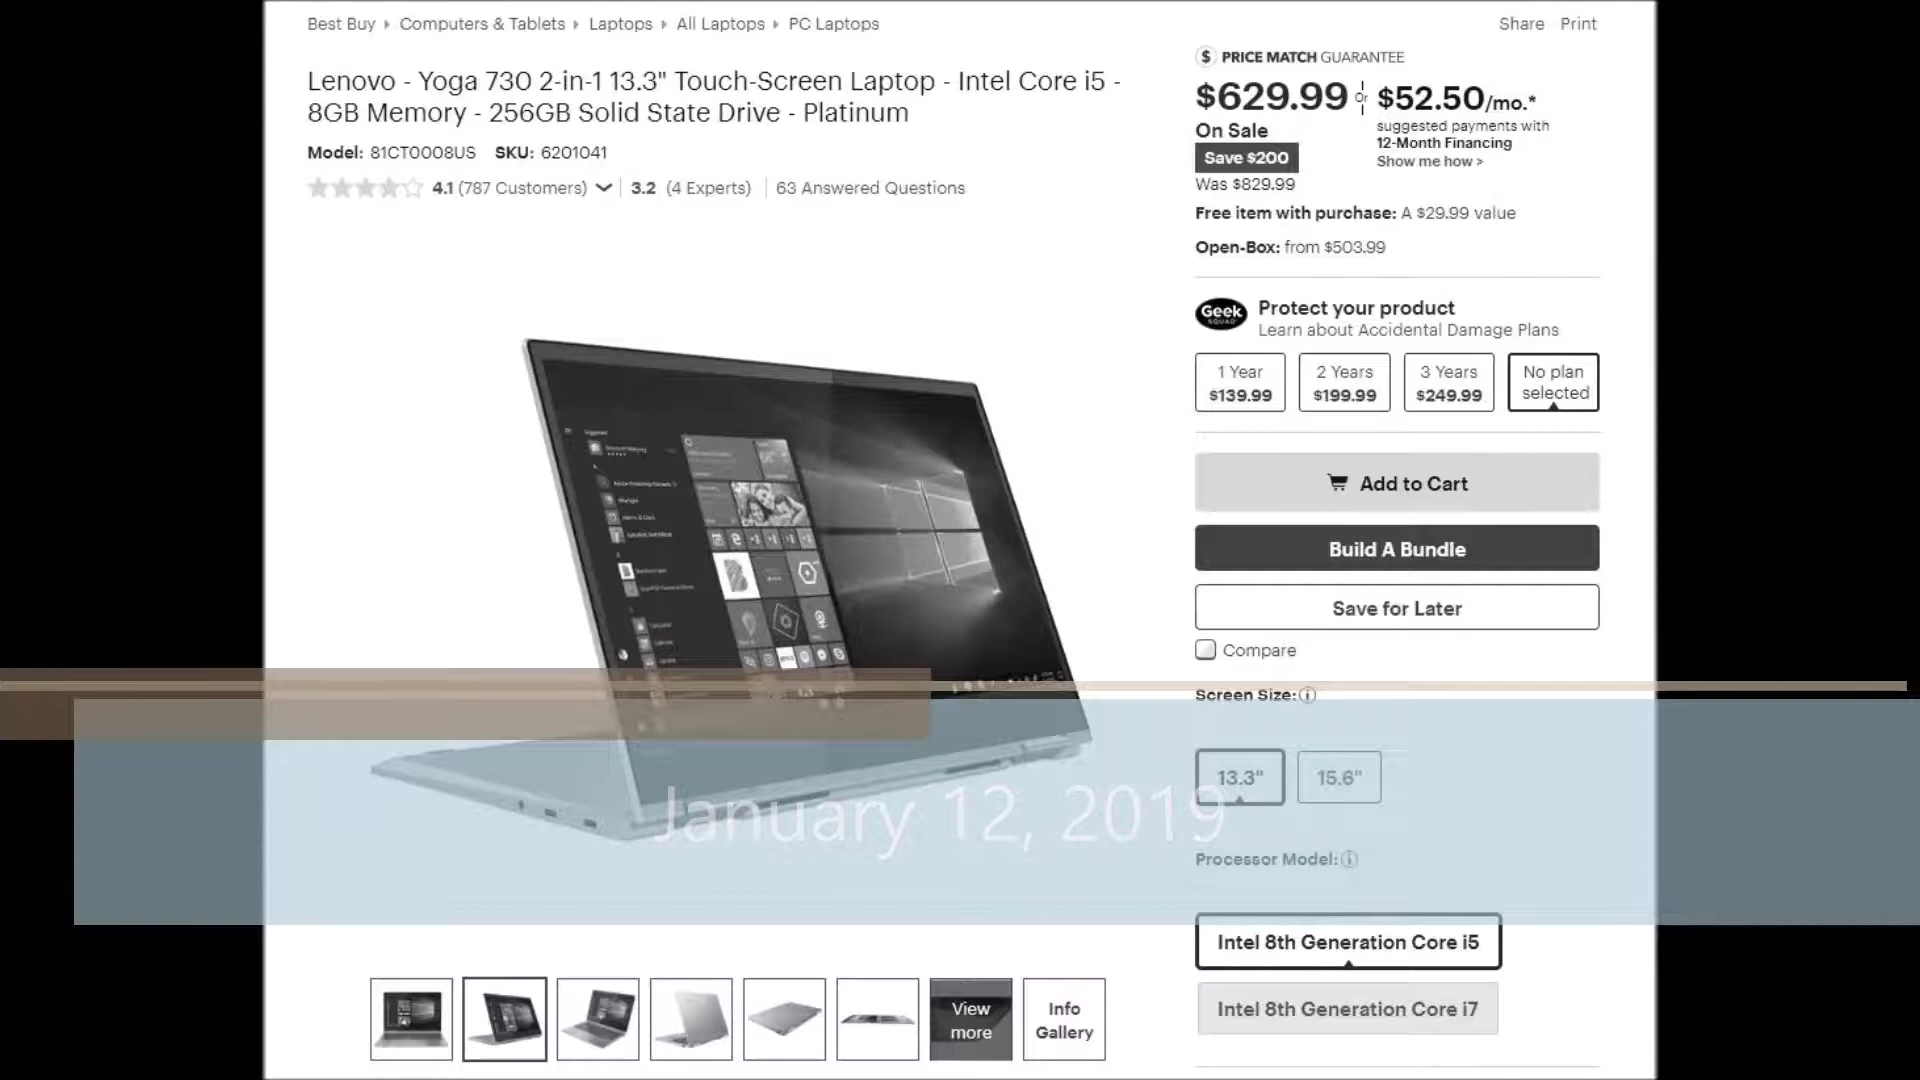 Best Buy Computers & Tablets Laptops All Laptops PC Laptops
Share Print
Lenovo - Yoga 730 2-in-1 13.3" Touch-Screen Laptop - Intel Core i5 -
8GB Memory - 256GB Solid State Drive - Platinum
Model: 81CT0008US SKU: 6201041
4.1 (787 Customers) 3.2 (4 Experts) 63 Answered Questions
$ PRICE MATCH GUARANTEE
$629.99 Or $52.50/mo.*
suggested payments with
12-Month Financing
Show me how >
On Sale
Save $200
Was $829.99
Free item with purchase: A $29.99 value
Open-Box: from $503.99
Geek
SQUAD
Protect your product
Learn about Accidental Damage Plans
1 Year
$139.99
2 Years
$199.99
3 Years
$249.99
No plan
selected
Add to Cart
Build A Bundle
Save for Later
Compare
Screen Size:
13.3" 15.6"
January 12, 2019
Processor Model:
Intel 8th Generation Core i5
Intel 8th Generation Core i7
View
more
Info
Gallery